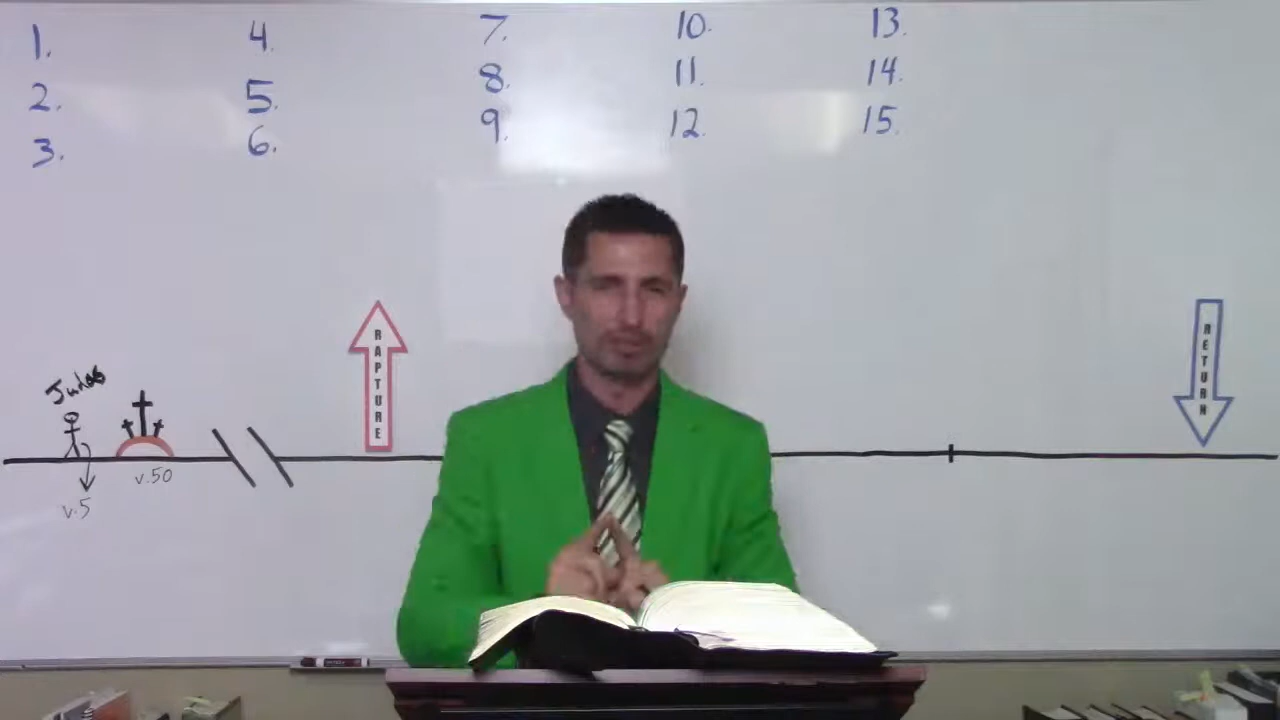 1. 4. 7. 10. 13.
2. 5. 8. 11. 14.
3. 6. 9. 12. 15.
RAPTURE
RETURN
Judas
v.5
v.50